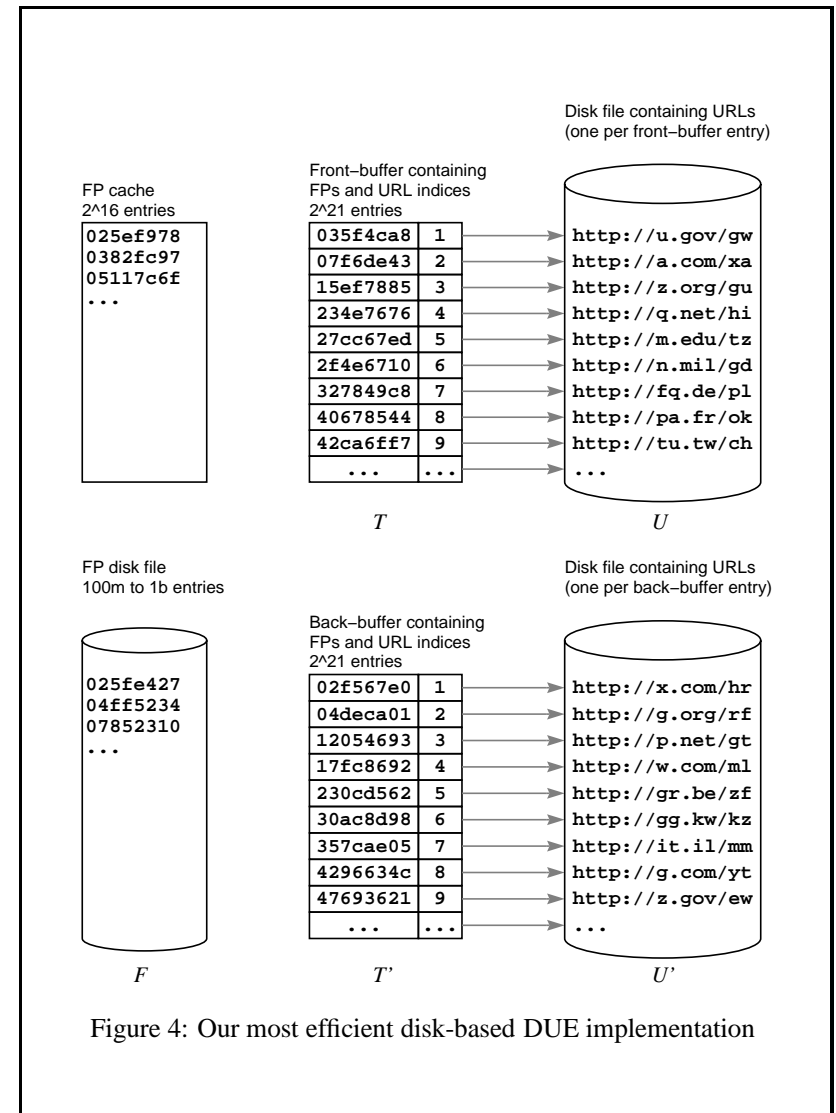 Disk file containing URLs
(one per front−buffer entry)
FP cache
2^16 entries
025ef978
0382fc97
05117c6f
...
Front−buffer containing
FPs and URL indices
2^21 entries
035f4ca8 1 http://u.gov/gw
07f6de43 2 http://a.com/xa
15ef7885 3 http://z.org/gu
234e7676 4 http://q.net/hi
27cc67ed 5 http://m.edu/tz
2f4e6710 6 http://n.mil/gd
327849c8 7 http://fq.de/pl
40678544 8 http://pa.fr/ok
42ca6ff7 9 http://tu.tw/ch
... ... ...
T U
FP disk file
100m to 1b entries
025fe427
04ff5234
07852310
...
F
Disk file containing URLs
(one per back−buffer entry)
Back−buffer containing
FPs and URL indices
2^21 entries
02f567e0 1 http://x.com/hr
04deca01 2 http://g.org/rf
12054693 3 http://p.net/gt
17fc8692 4 http://w.com/ml
230cd562 5 http://gr.be/zf
30ac8d98 6 http://gg.kw/kz
357cae05 7 http://it.il/mm
4296634c 8 http://g.com/yt
47693621 9 http://z.gov/ew
... ... ...
T’ U’
Figure 4: Our most efficient disk-based DUE implementation